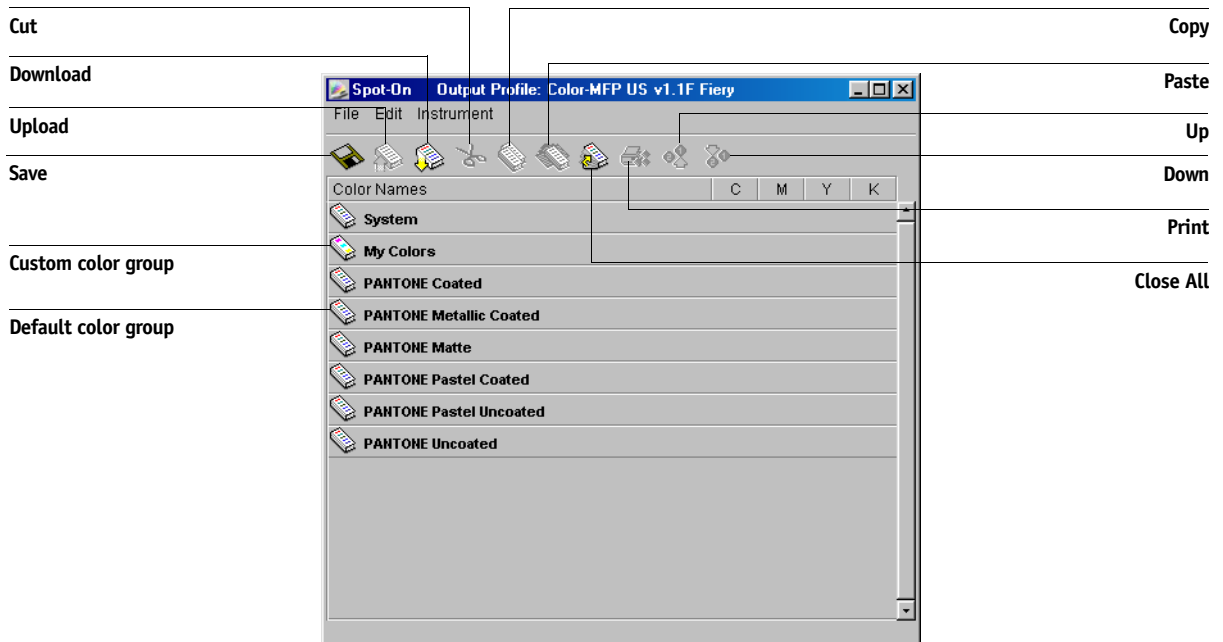 Cut
Download
Upload
Save
Custom color group
Default color group
Spot-On Output Profile: Color-MFP US v1.1F Fiery
File Edit Instrument
Color Names C M Y K
System
My Colors
PANTONE Coated
PANTONE Metallic Coated
PANTONE Matte
PANTONE Pastel Coated
PANTONE Pastel Uncoated
PANTONE Uncoated
Copy
Paste
Up
Down
Print
Close All